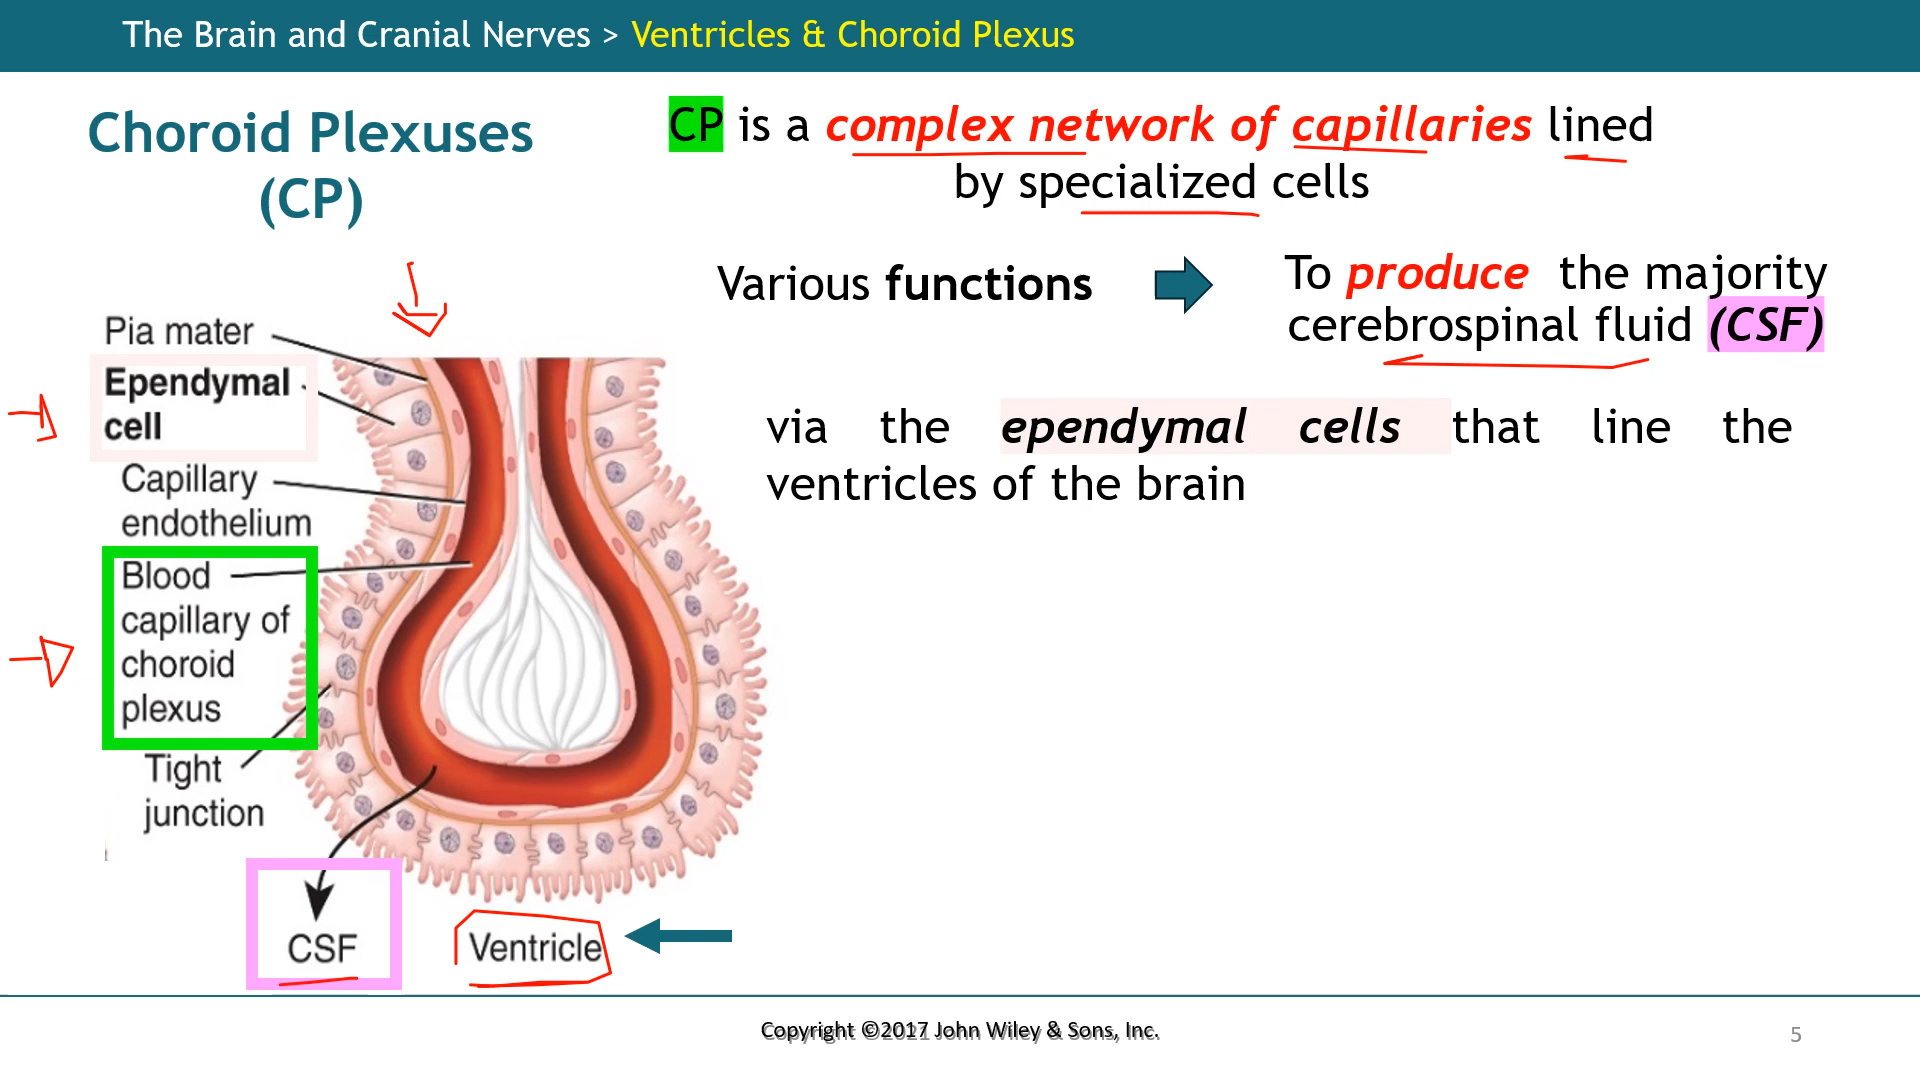 The Brain and Cranial Nerves > Ventricles & Choroid Plexus
Choroid Plexuses
(CP)
CP is a complex network of capillaries lined
by specialized cells
Various functions
To produce the majority
cerebrospinal fluid (CSF)
via the ependymal cells that line the
ventricles of the brain
Pia mater
Ependymal
cell
Capillary
endothelium
Blood
capillary of
choroid
plexus
Tight
junction
CSF
Ventricle
Copyright ©2017 John Wiley & Sons, Inc.
5